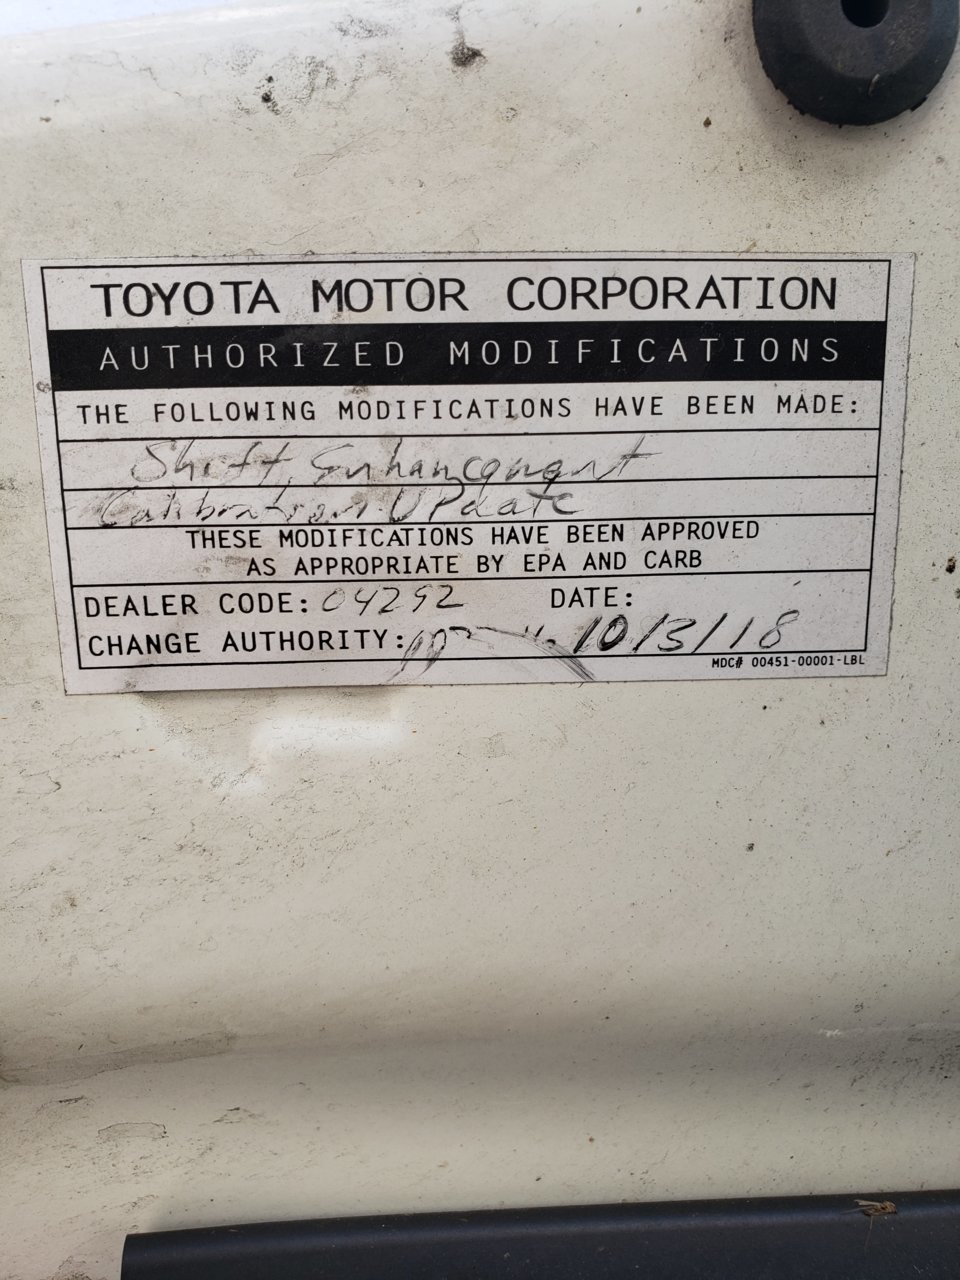 TOYOTA MOTOR CORPORATION
AUTHORIZED MODIFICATIONS
THE FOLLOWING MODIFICATIONS HAVE BEEN MADE:
Shift Enhancement
Calibration UPdate
THESE MODIFICATIONS HAVE BEEN APPROVED
AS APPROPRIATE BY EPA AND CARB
DEALER CODE: 04292 DATE:
CHANGE AUTHORITY: 10/3/18
MDC# 00451-00001-LBL